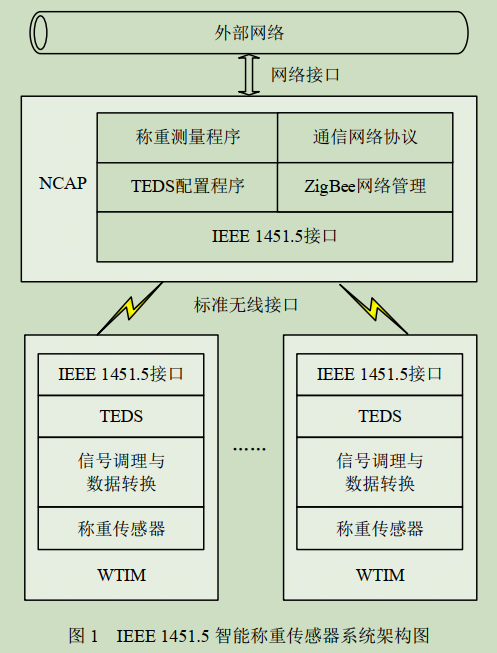 外部网络
网络接口
NCAP
称重测量程序
通信网络协议
TEDS配置程序
ZigBee网络管理
IEEE 1451.5接口
标准无线接口
IEEE 1451.5接口
TEDS
信号调理与
数据转换
称重传感器
WTIM
……
IEEE 1451.5接口
TEDS
信号调理与
数据转换
称重传感器
WTIM
图 1 IEEE 1451.5 智能称重传感器系统架构图